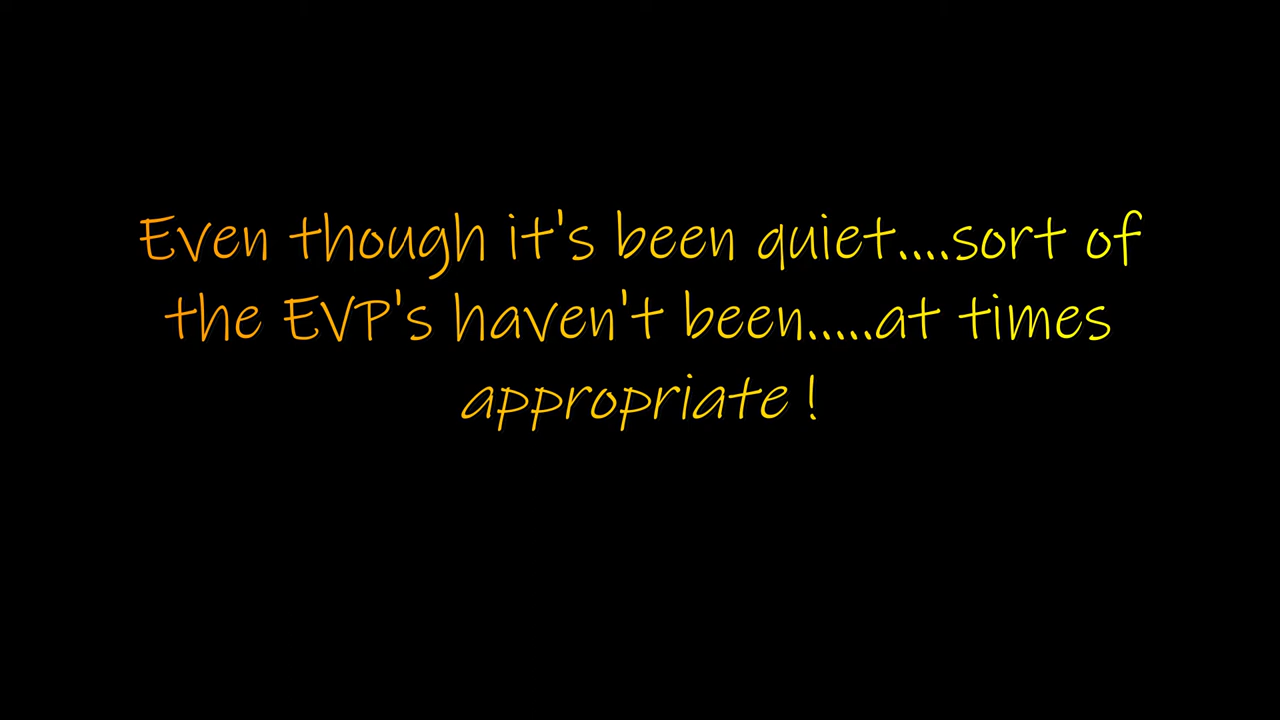 Even though it's been quiet....sort of
the EVP's haven't been.....at times
appropriate !